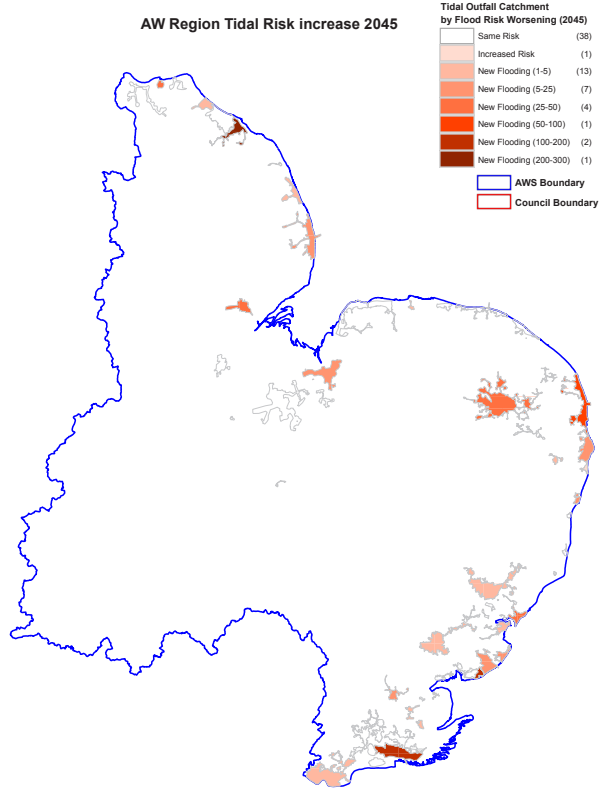 AW Region Tidal Risk increase 2045
Tidal Outfall Catchment
by Flood Risk Worsening (2045)
Same Risk (38)
Increased Risk (1)
New Flooding (1-5) (13)
New Flooding (5-25) (7)
New Flooding (25-50) (4)
New Flooding (50-100) (1)
New Flooding (100-200) (2)
New Flooding (200-300) (1)
AWS Boundary
Council Boundary